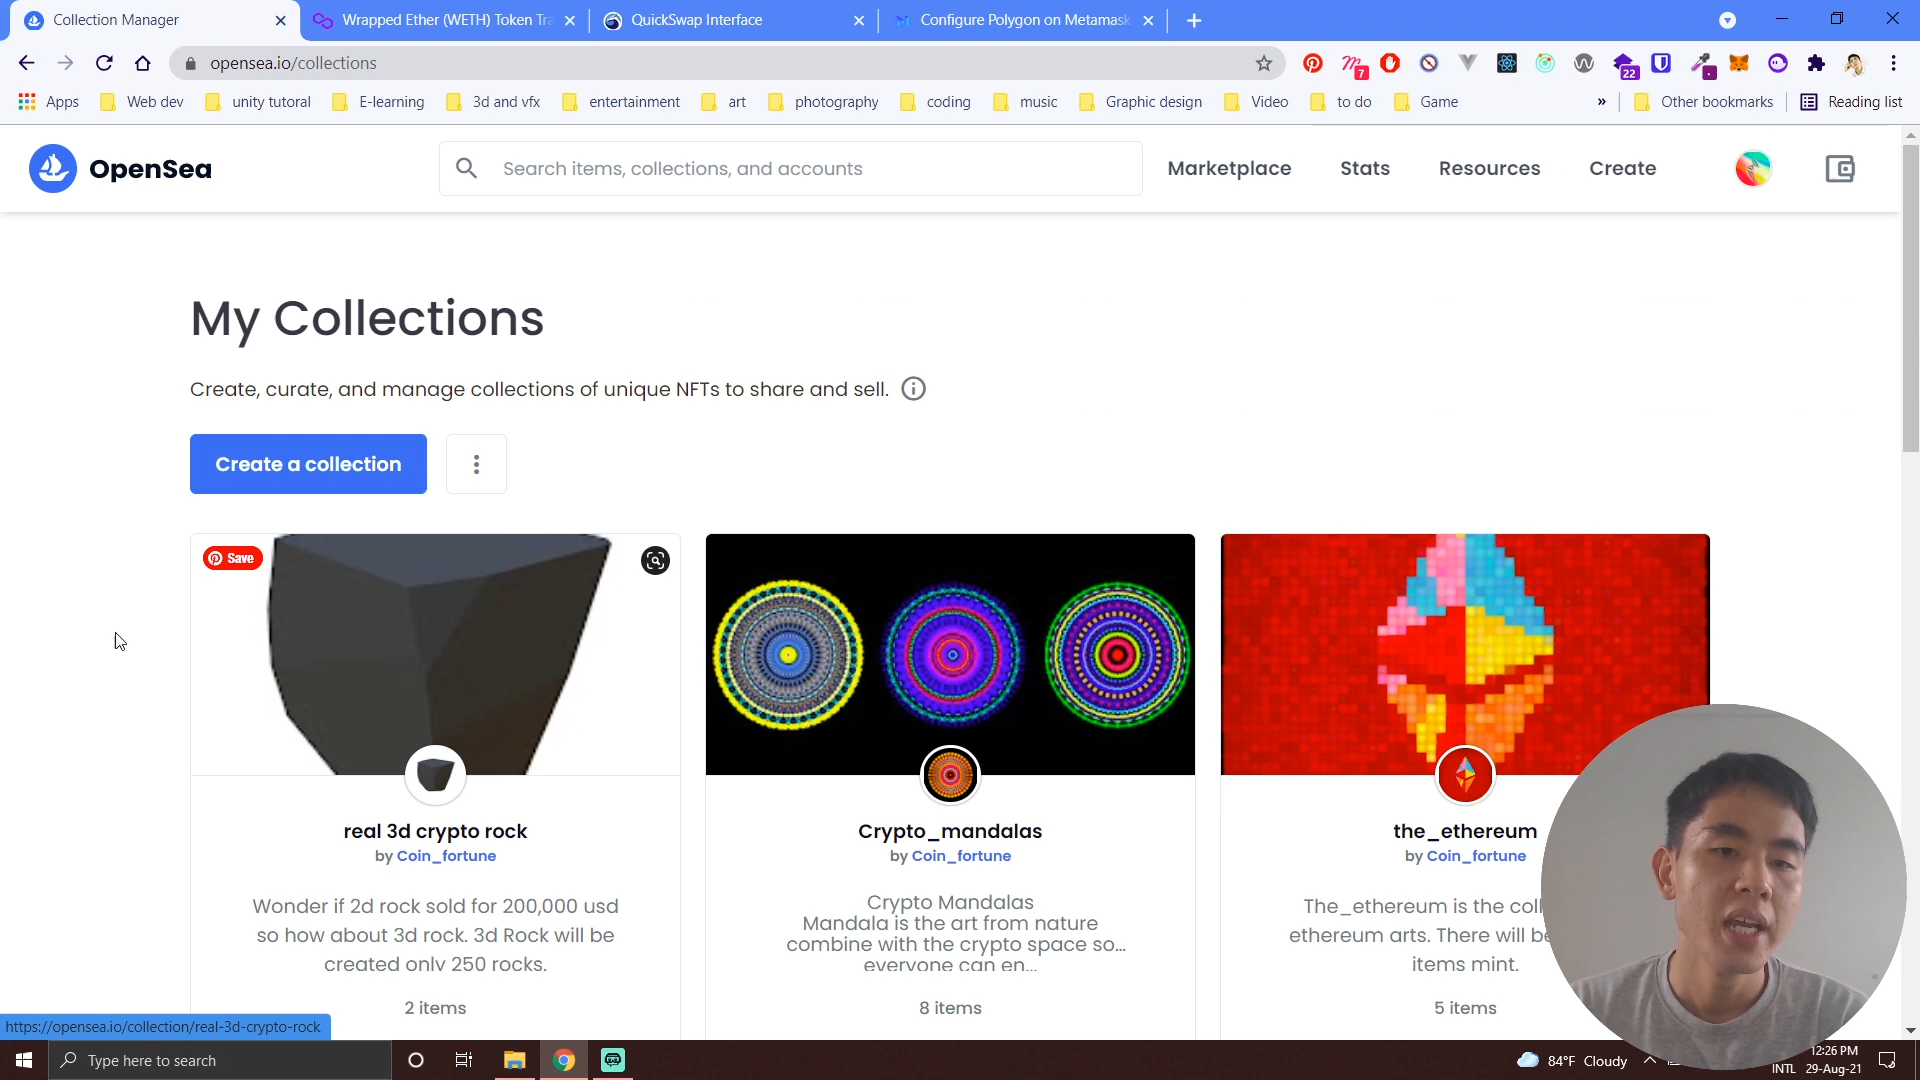 Collection Manager
Wrapped Ether (WETH) Token Tra
QuickSwap Interface
Configure Polygon on Metamask
opensea.io/collections
7
22
Apps
Web dev
unity tutoral
E-learning
3d and vfx
entertainment
art
photography
coding
music
Graphic design
Video
to do
Game
»
Other bookmarks
Reading list
OpenSea
Search items, collections, and accounts
Marketplace
Stats
Resources
Create
My Collections
Create, curate, and manage collections of unique NFTs to share and sell.
Create a collection
Save
real 3d crypto rock
by Coin_fortune
Wonder if 2d rock sold for 200,000 usd
so how about 3d rock. 3d Rock will be
created only 250 rocks.
2 items
Crypto_mandalas
by Coin_fortune
Crypto Mandalas
Mandala is the art from nature
combine with the crypto space so...
everyone can en...
8 items
the_ethereum
by Coin_fortune
The_ethereum is the coll
ethereum arts. There will be
items mint.
5 items
https://opensea.io/collection/real-3d-crypto-rock
Type here to search
84°F Cloudy
12:26 PM
INTL
29-Aug-21